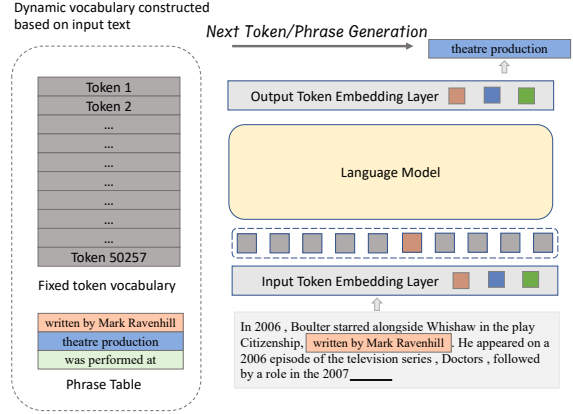 Dynamic vocabulary constructed
based on input text
Token 1
Token 2
...
...
...
...
...
...
...
Token 50257
Fixed token vocabulary
written by Mark Ravenhill
theatre production
was performed at
Phrase Table
Next Token/Phrase Generation
theatre production
Output Token Embedding Layer
Language Model
Input Token Embedding Layer
In 2006 , Boulter starred alongside Whishaw in the play
Citizenship, written by Mark Ravenhill . He appeared on a
2006 episode of the television series , Doctors , followed
by a role in the 2007